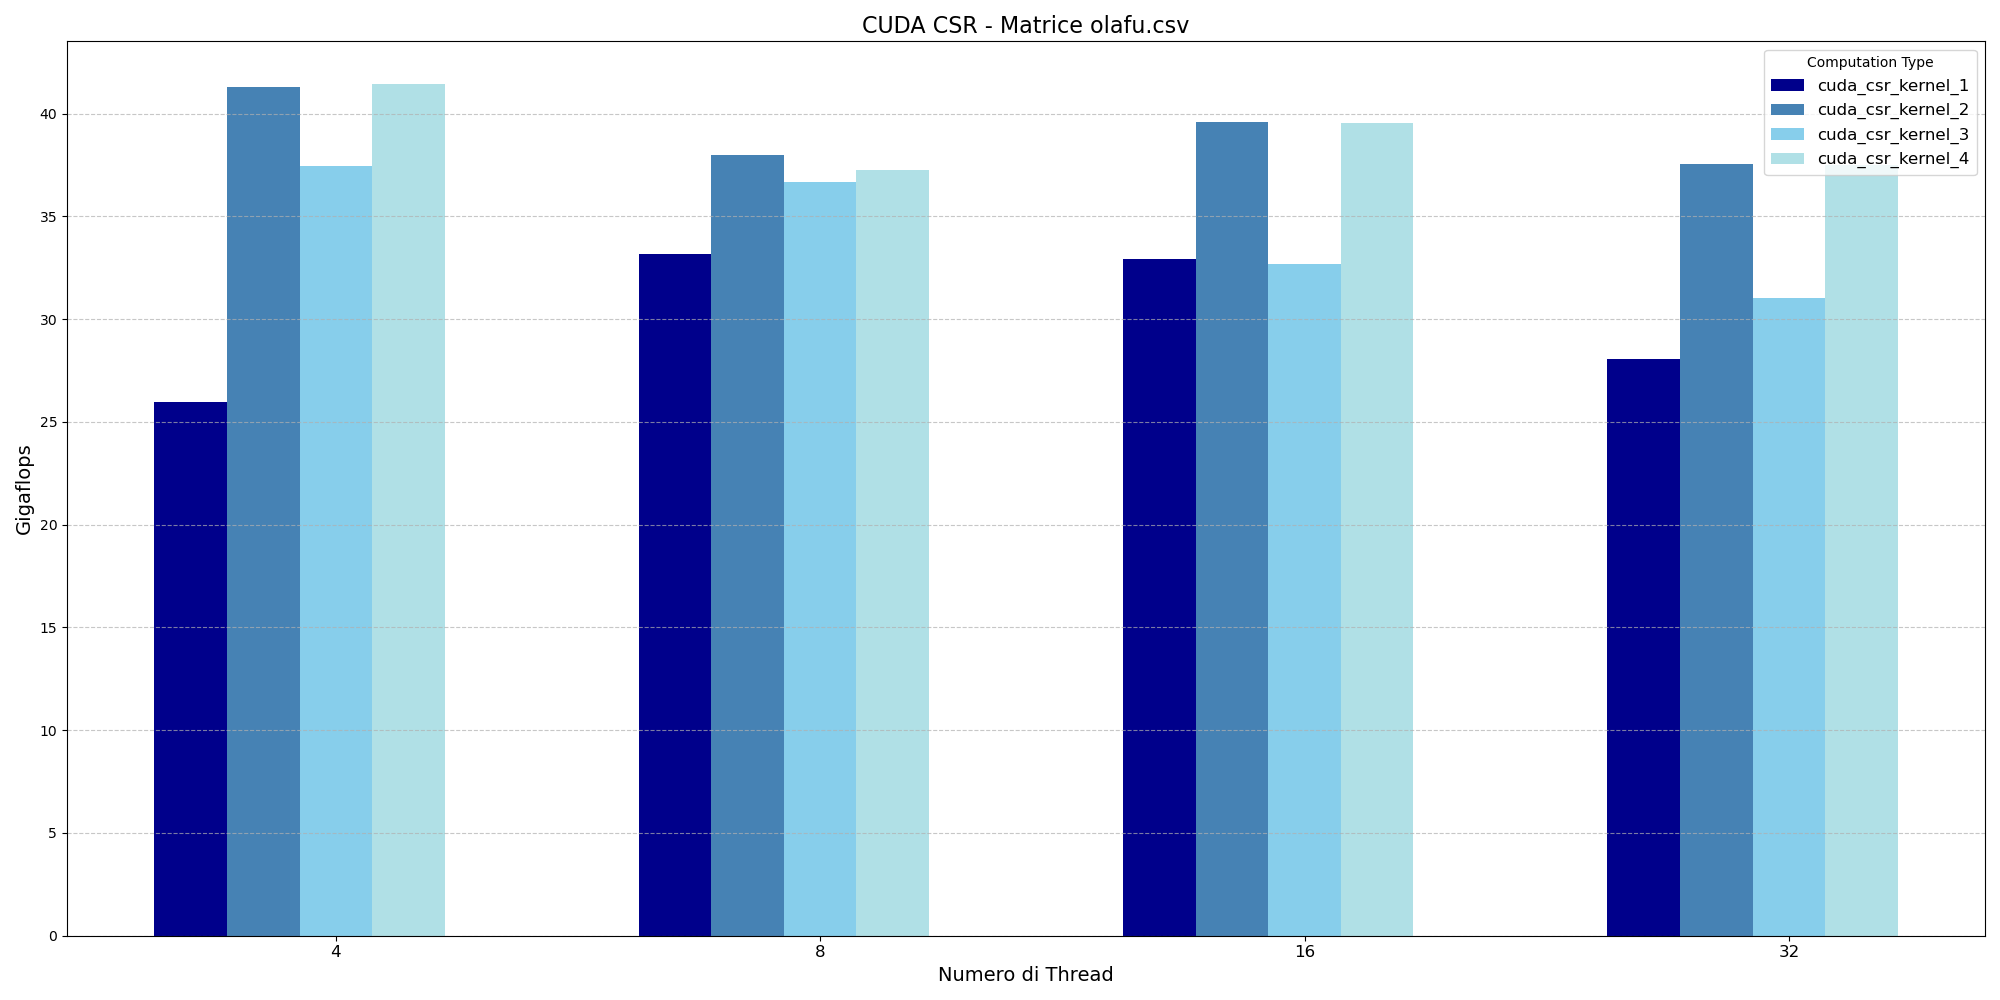 CUDA CSR - Matrice olafu.csv
Computation Type
cuda_csr_kernel_1
cuda_csr_kernel_2
cuda_csr_kernel_3
cuda_csr_kernel_4
Gigaflops
40
35
30
25
20
15
10
5
0
4 8 16 32
Numero di Thread